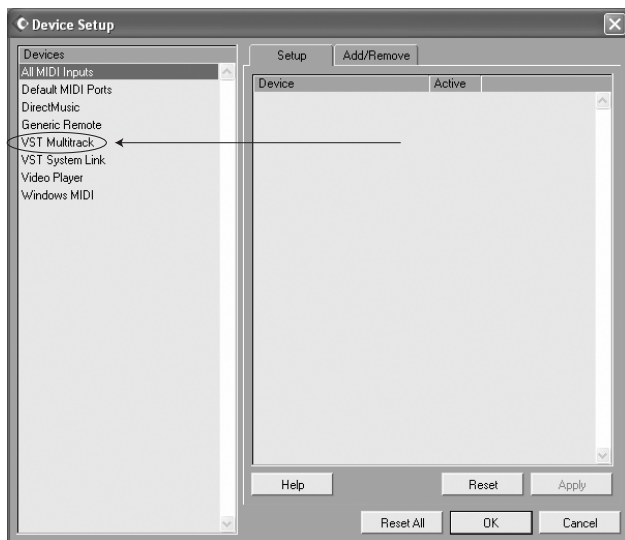 Device Setup
Devices
All MIDI Inputs
Default MIDI Ports
DirectMusic
Generic Remote
VST Multitrack
VST System Link
Video Player
Windows MIDI
Setup Add/Remove
Device Active
Help Reset Apply
Reset All OK Cancel